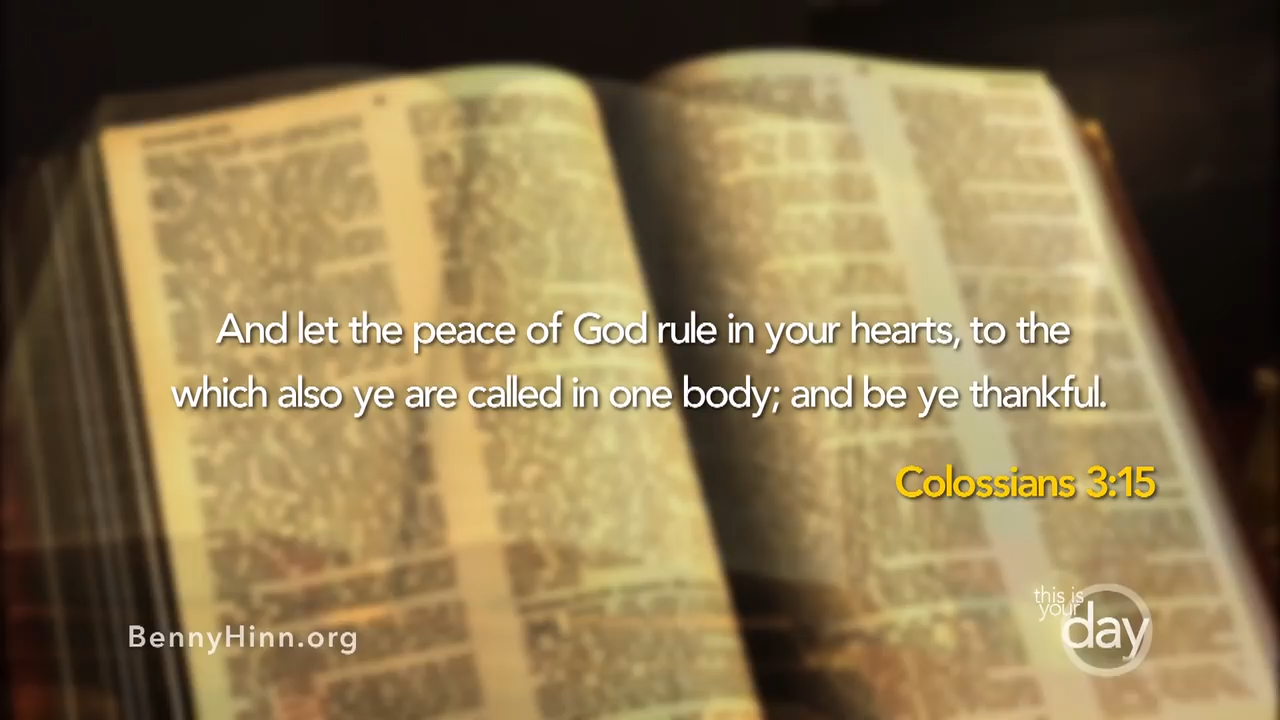 And let the peace of God rule in your hearts, to the
which also ye are called in one body; and be ye thankful.
Colossians 3:15
BennyHinn.org
this is
your
day